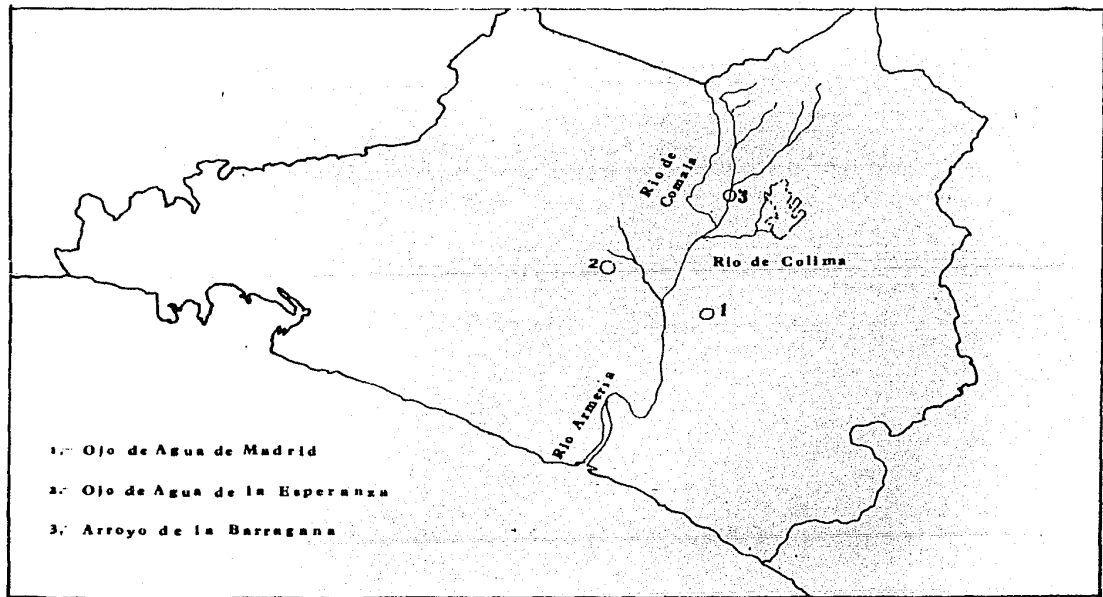 Rio de
Comala
3
2
Rio de Colima
1
Rio Armeria
1.- Ojo de Agua de Madrid
2.- Ojo de Agua de la Esperanza
3.- Arroyo de la Barragana